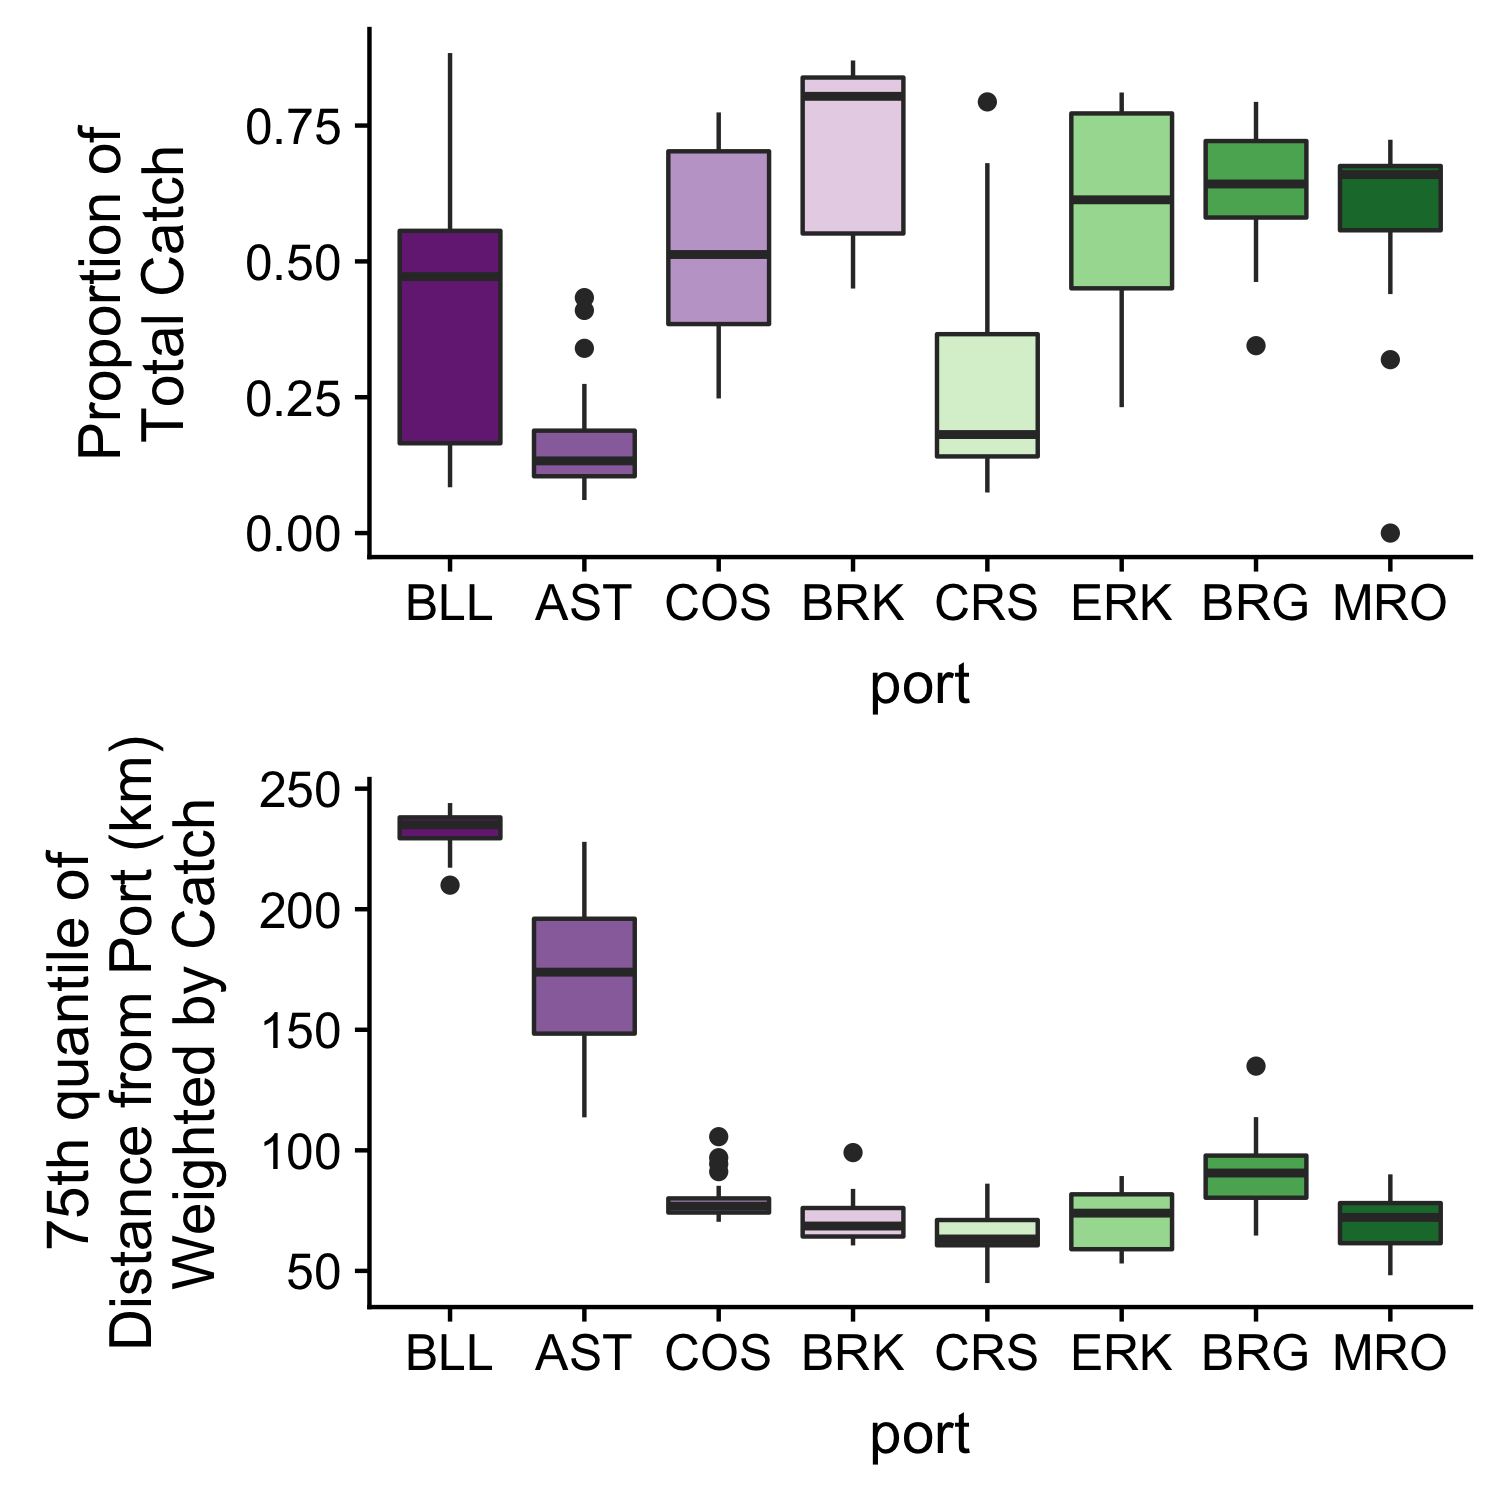 Proportion of
Total Catch
0.75
0.50
0.25
0.00
BLL AST COS BRK CRS ERK BRG MRO
port
75th quantile of
Distance from Port (km)
Weighted by Catch
250
200
150
100
50
BLL AST COS BRK CRS ERK BRG MRO
port